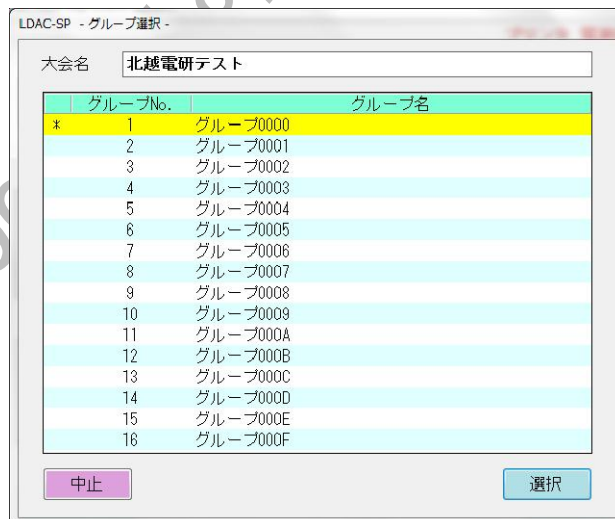 LDAC-SP - グループ選択 -
大会名 北越電研テスト
グループNo. グループ名
* 1 グループ0000
2 グループ0001
3 グループ0002
4 グループ0003
5 グループ0004
6 グループ0005
7 グループ0006
8 グループ0007
9 グループ0008
10 グループ0009
11 グループ000A
12 グループ000B
13 グループ000C
14 グループ000D
15 グループ000E
16 グループ000F
中止 選択